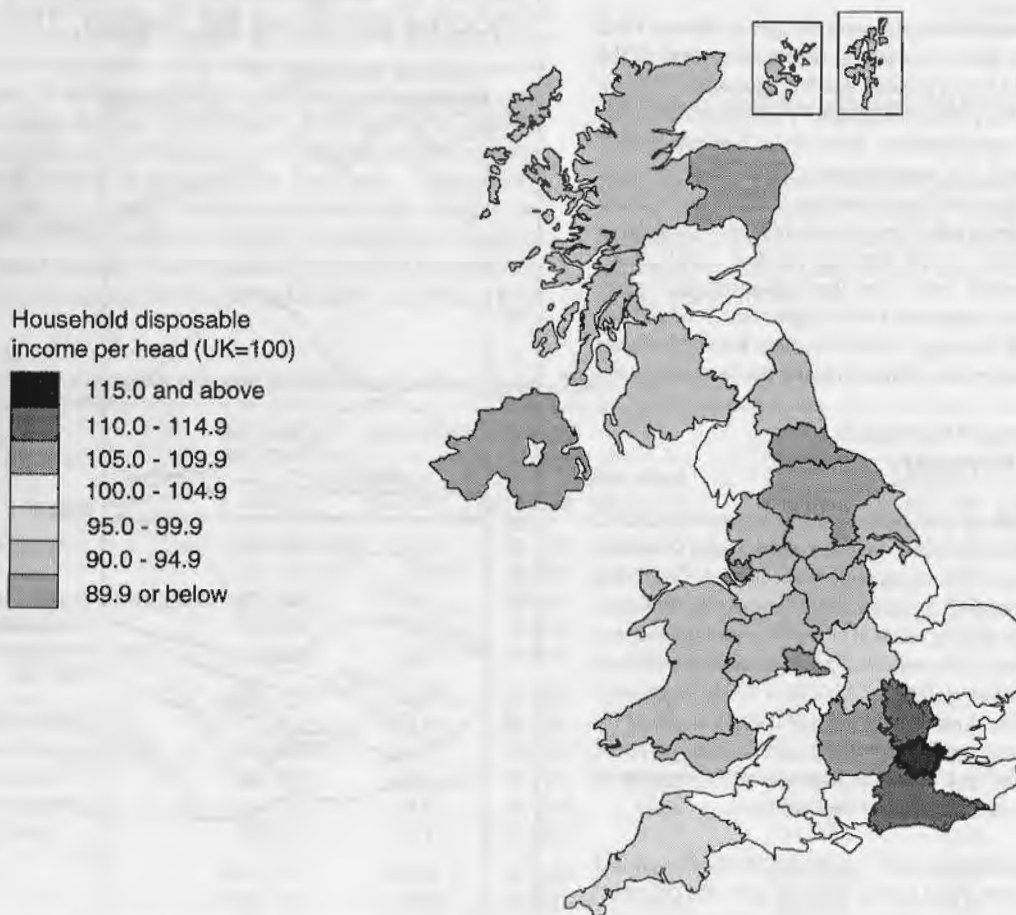 Household disposable
income per head (UK=100)
115.0 and above
110.0 - 114.9
105.0 - 109.9
100.0 - 104.9
95.0 - 99.9
90.0 - 94.9
89.9 or below